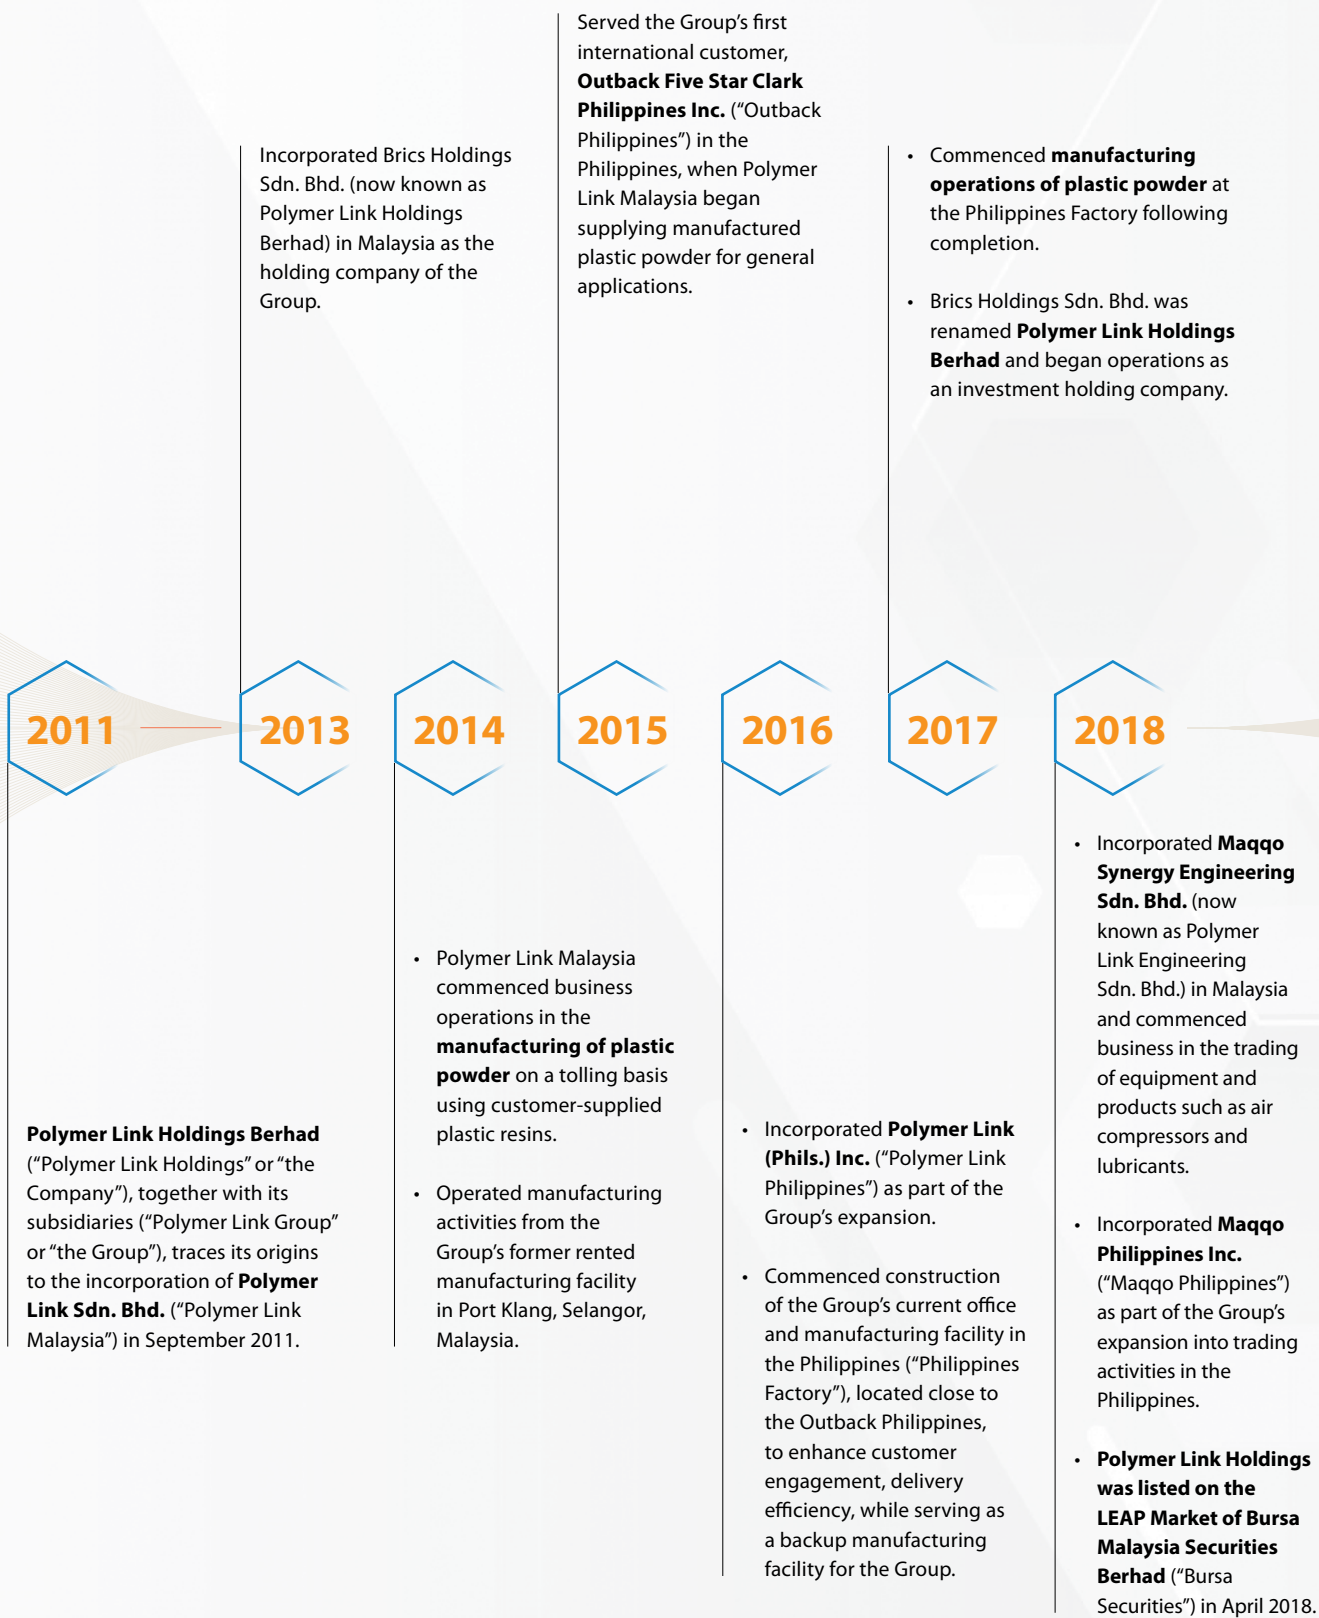 Served the Group’s first
international customer,
Outback Five Star Clark
Philippines Inc. (“Outback
Philippines”) in the
Philippines, when Polymer
Link Malaysia began
supplying manufactured
plastic powder for general
applications.
Incorporated Brics Holdings
Sdn. Bhd. (now known as
Polymer Link Holdings
Berhad) in Malaysia as the
holding company of the
Group.
• Commenced manufacturing
operations of plastic powder at
the Philippines Factory following
completion.
• Brics Holdings Sdn. Bhd. was
renamed Polymer Link Holdings
Berhad and began operations as
an investment holding company.
2011
2013
2014
2015
2016
2017
2018
Polymer Link Holdings Berhad
(“Polymer Link Holdings” or “the
Company”), together with its
subsidiaries (“Polymer Link Group”
or “the Group”), traces its origins
to the incorporation of Polymer
Link Sdn. Bhd. (“Polymer Link
Malaysia”) in September 2011.
• Polymer Link Malaysia
commenced business
operations in the
manufacturing of plastic
powder on a tolling basis
using customer-supplied
plastic resins.
• Operated manufacturing
activities from the
Group’s former rented
manufacturing facility
in Port Klang, Selangor,
Malaysia.
• Incorporated Polymer Link
(Phils.) Inc. (“Polymer Link
Philippines”) as part of the
Group’s expansion.
• Commenced construction
of the Group’s current office
and manufacturing facility in
the Philippines (“Philippines
Factory”), located close to
the Outback Philippines,
to enhance customer
engagement, delivery
efficiency, while serving as
a backup manufacturing
facility for the Group.
• Incorporated Maqqo
Synergy Engineering
Sdn. Bhd. (now
known as Polymer
Link Engineering
Sdn. Bhd.) in Malaysia
and commenced
business in the trading
of equipment and
products such as air
compressors and
lubricants.
• Incorporated Maqqo
Philippines Inc.
(“Maqqo Philippines”)
as part of the Group’s
expansion into trading
activities in the
Philippines.
• Polymer Link Holdings
was listed on the
LEAP Market of Bursa
Malaysia Securities
Berhad (“Bursa
Securities”) in April 2018.